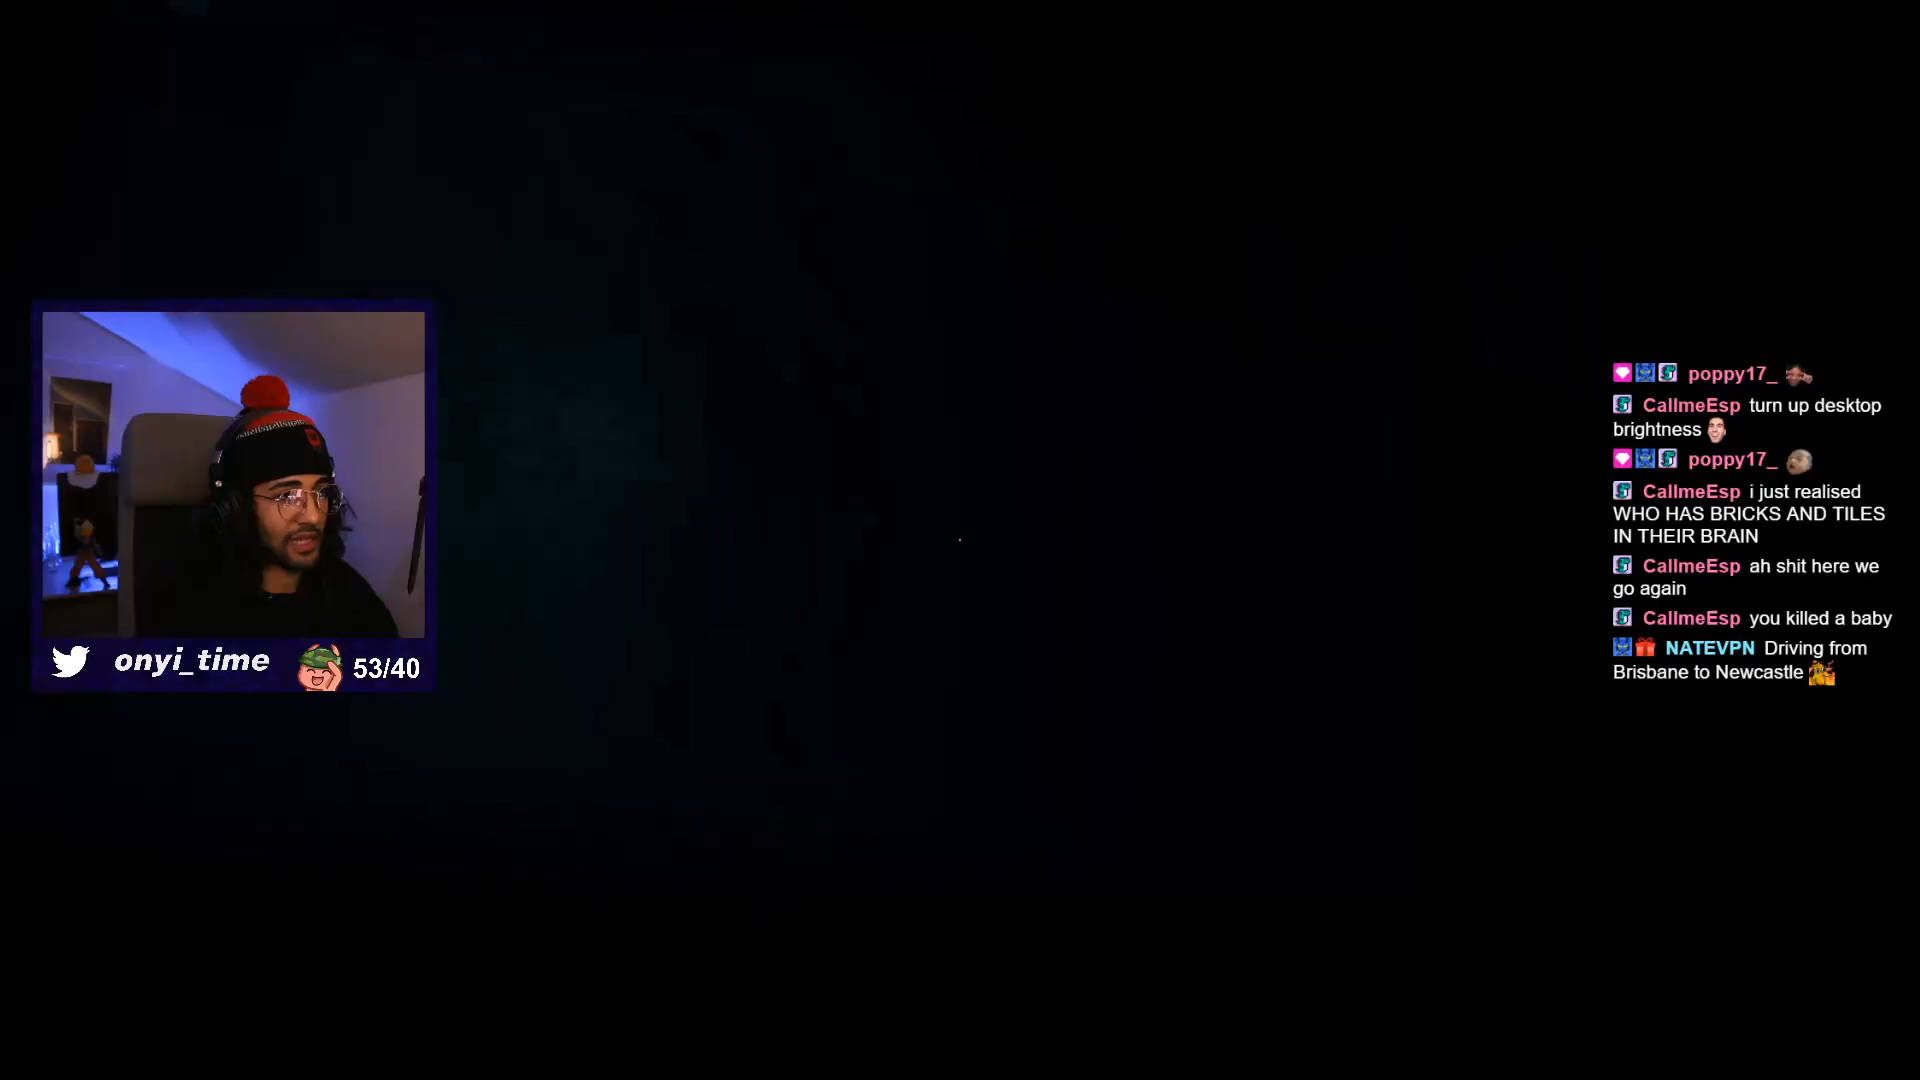 poppy17_
CallmeEsp turn up desktop
brightness
poppy17_
CallmeEsp i just realised
WHO HAS BRICKS AND TILES
IN THEIR BRAIN
CallmeEsp ah shit here we
go again
CallmeEsp you killed a baby
NATEVPN Driving from
Brisbane to Newcastle
onyi_time 53/40